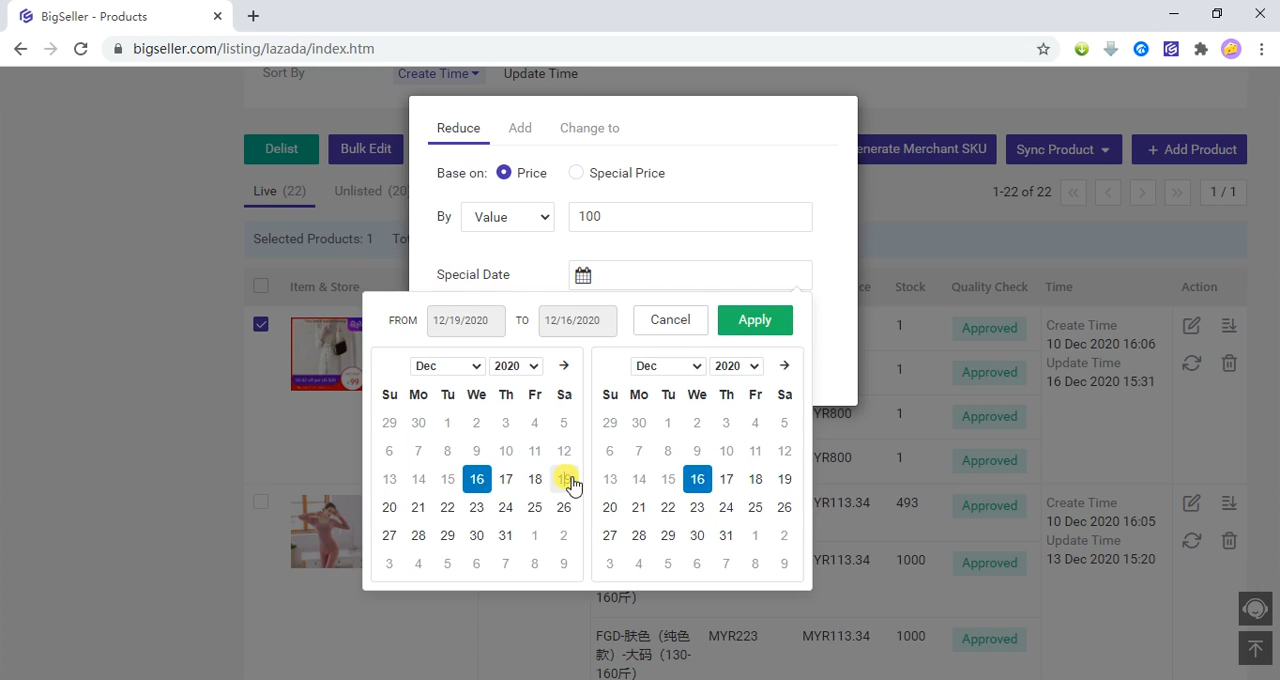 BigSeller - Products
bigseller.com/listing/lazada/index.htm
Sort By Create Time Update Time
Delist Bulk Edit enerate Merchant SKU Sync Product + Add Product
Reduce Add Change to
Base on: Price Special Price
By Value 100
Special Date
Live (22) Unlisted (20) 1-22 of 22 « ‹ › » 1 / 1
Selected Products: 1
Item & Store Stock Quality Check Time Action
FROM 12/19/2020 TO 12/16/2020 Cancel Apply
Dec 2020 Dec 2020
Su Mo Tu We Th Fr Sa Su Mo Tu We Th Fr Sa
29 30 1 2 3 4 5 29 30 1 2 3 4 5
6 7 8 9 10 11 12 6 7 8 9 10 11 12
13 14 15 16 17 18 19 13 14 15 16 17 18 19
20 21 22 23 24 25 26 20 21 22 23 24 25 26
27 28 29 30 31 1 2 27 28 29 30 31 1 2
3 4 5 6 7 8 9 3 4 5 6 7 8 9
1 Approved
1 Approved
YR800 1 Approved
YR800 1 Approved
Create Time
10 Dec 2020 16:06
Update Time
16 Dec 2020 15:31
YR113.34 493 Approved
YR113.34 1000 Approved
Create Time
10 Dec 2020 16:05
Update Time
13 Dec 2020 15:20
160斤)
FGD-肤色 (纯色 MYR223 MYR113.34 1000 Approved
款) -大码 (130-
160斤)